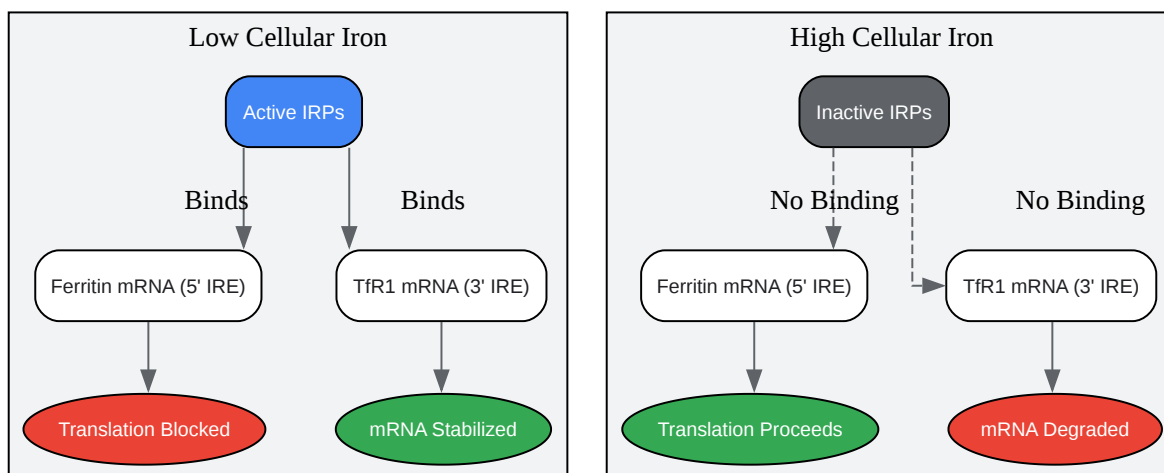 Low Cellular Iron
Active IRPs
Binds
Binds
Ferritin mRNA (5' IRE)
TfR1 mRNA (3' IRE)
Translation Blocked
mRNA Stabilized
High Cellular Iron
Inactive IRPs
No Binding
No Binding
Ferritin mRNA (5' IRE)
TfR1 mRNA (3' IRE)
Translation Proceeds
mRNA Degraded